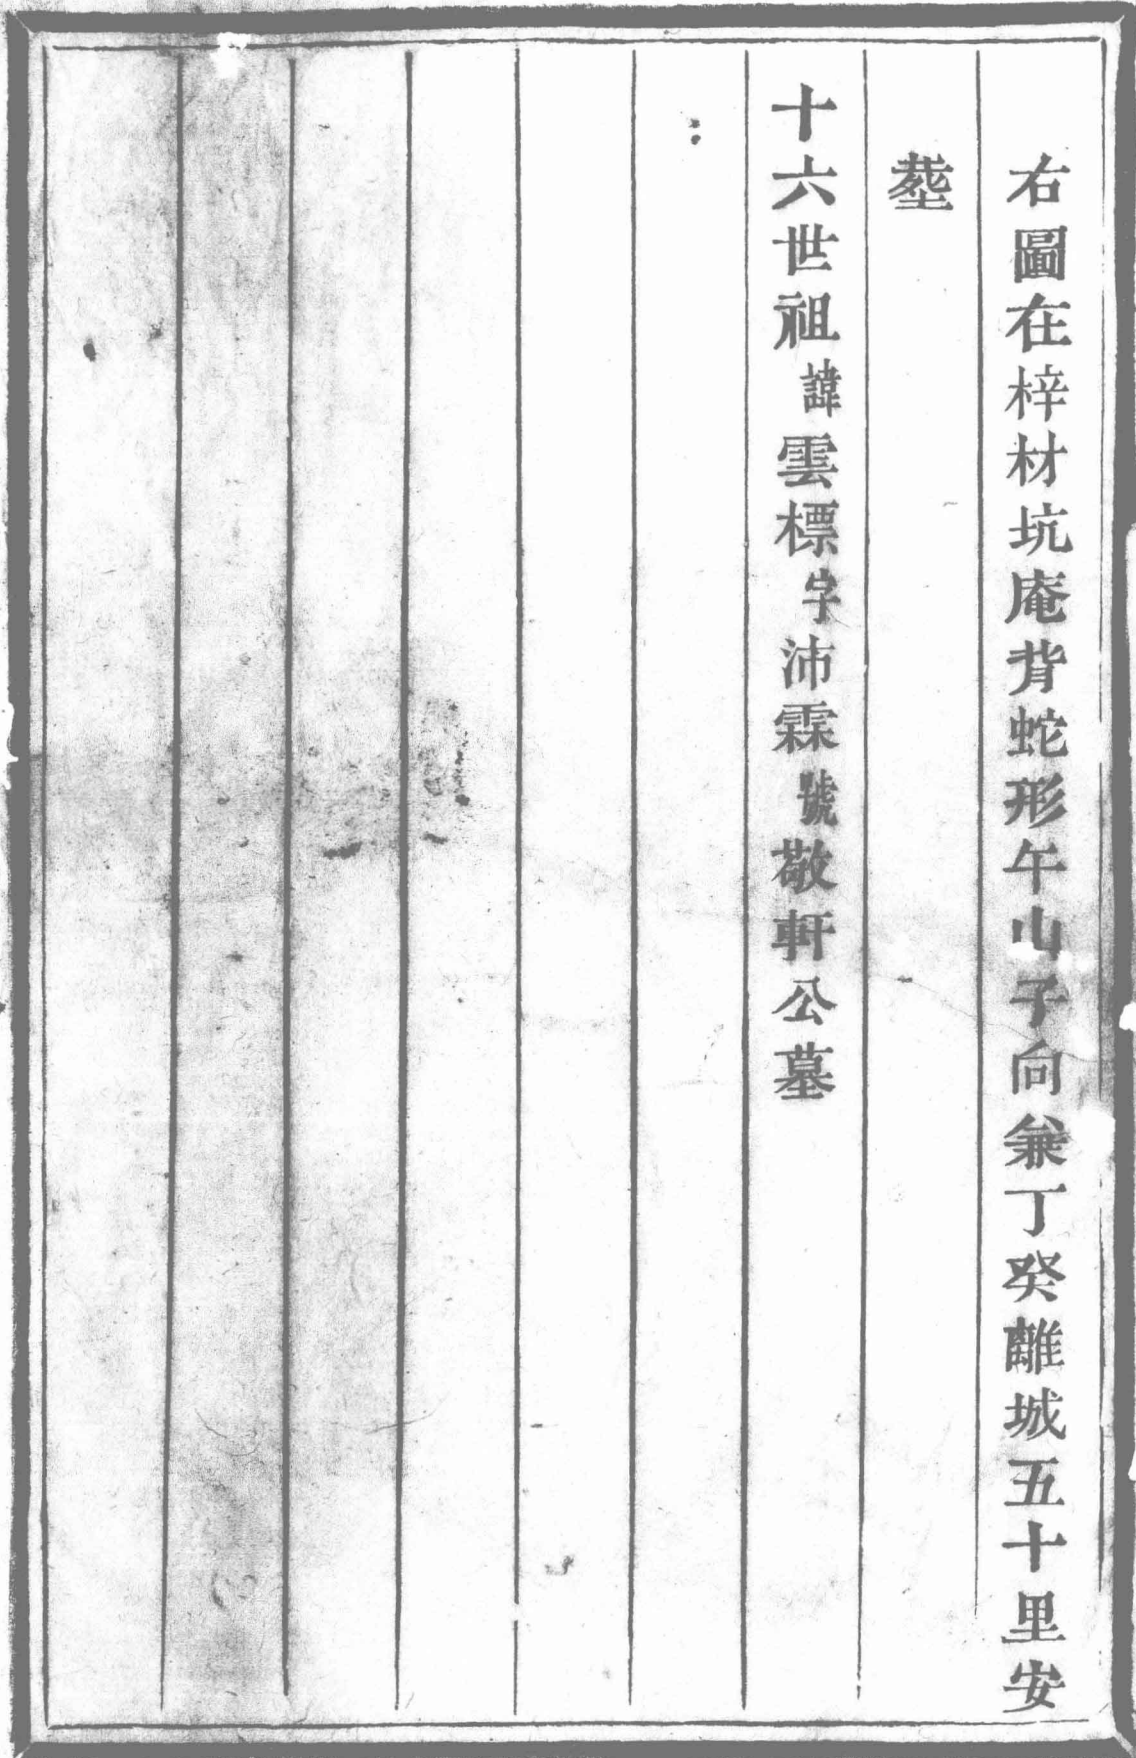 右圖在梓材坑庵背蛇形午山子向兼丁癸離城五十里安
塟
十六世祖諱雲標字沛霖號敬軒公墓